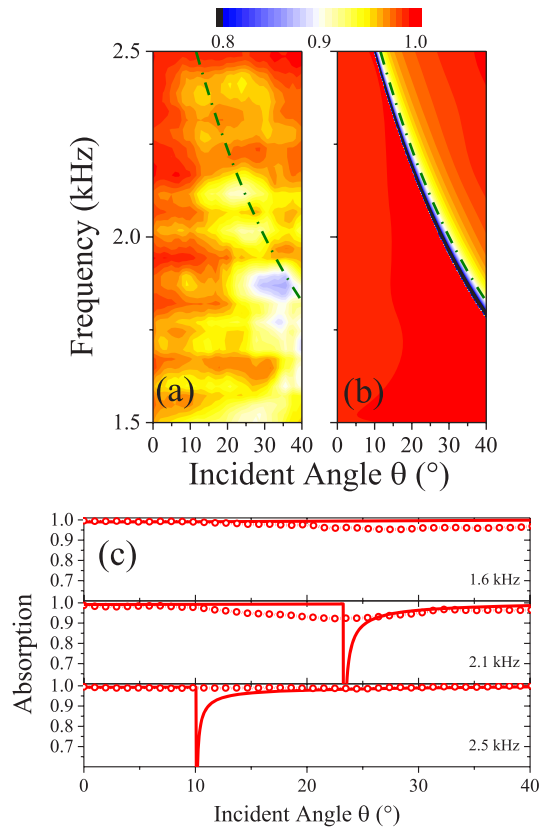 0.8 0.9 1.0
2.5
2.0
1.5
Frequency (kHz)
(a)
(b)
0 10 20 30 40
0 10 20 30 40
Incident Angle θ (°)
(c)
1.0
0.9
0.8
0.7
1.6 kHz
1.0
0.9
0.8
0.7
2.1 kHz
1.0
0.9
0.8
0.7
2.5 kHz
Absorption
0 10 20 30 40
Incident Angle θ (°)